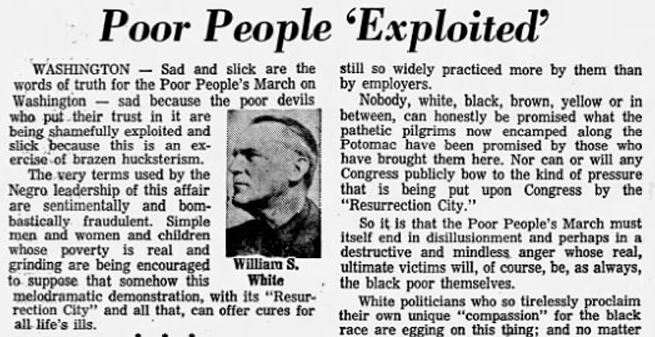 Poor People 'Exploited'
WASHINGTON — Sad and slick are the
words of truth for the Poor People's March on
Washington — sad because the poor devils
who put their trust in it are
being shamefully exploited and
slick because this is an ex-
ercise of brazen hucksterism.
The very terms used by the
Negro leadership of this affair
are sentimentally and bom-
bastically fraudulent. Simple
men and women and children
whose poverty is real and
grinding are being encouraged
to suppose that somehow this
melodramatic demonstration, with its "Resur-
rection City" and all that, can offer cures for
all life's ills.
William S.
White
still so widely practiced more by them than
by employers.
Nobody, white, black, brown, yellow or in
between, can honestly be promised what the
pathetic pilgrims now encamped along the
Potomac have been promised by those who
have brought them here. Nor can or will any
Congress publicly bow to the kind of pressure
that is being put upon Congress by the
"Resurrection City."
So it is that the Poor People's March must
itself end in disillusionment and perhaps in a
destructive and mindless anger whose real,
ultimate victims will, of course, be, as always,
the black poor themselves.
White politicians who so tirelessly proclaim
their own unique "compassion" for the black
race are egging on this thing; and no matter